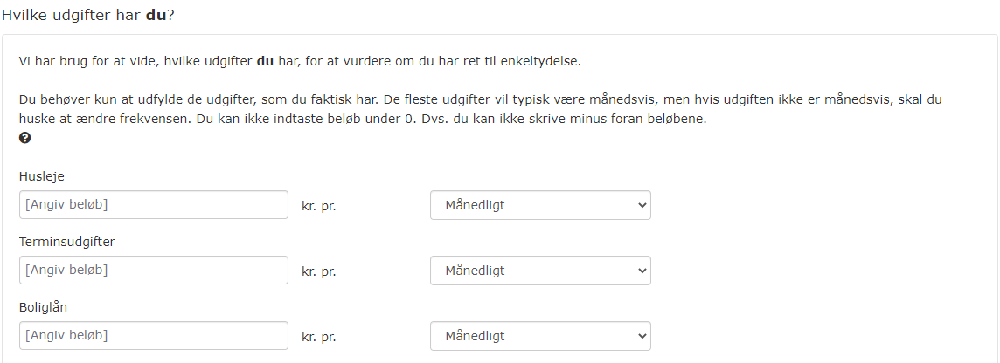 Hvilke udgifter har du?
Vi har brug for at vide, hvilke udgifter du har, for at vurdere om du har ret til enkeltydelse.
Du behøver kun at udfylde de udgifter, som du faktisk har. De fleste udgifter vil typisk være månedsvis, men hvis udgiften ikke er månedsvis, skal du
huske at ændre frekvensen. Du kan ikke indtaste beløb under 0. Dvs. du kan ikke skrive minus foran beløbene.
?
Husleje
[Angiv beløb] kr. pr. Månedligt
Terminsudgifter
[Angiv beløb] kr. pr. Månedligt
Boliglån
[Angiv beløb] kr. pr. Månedligt